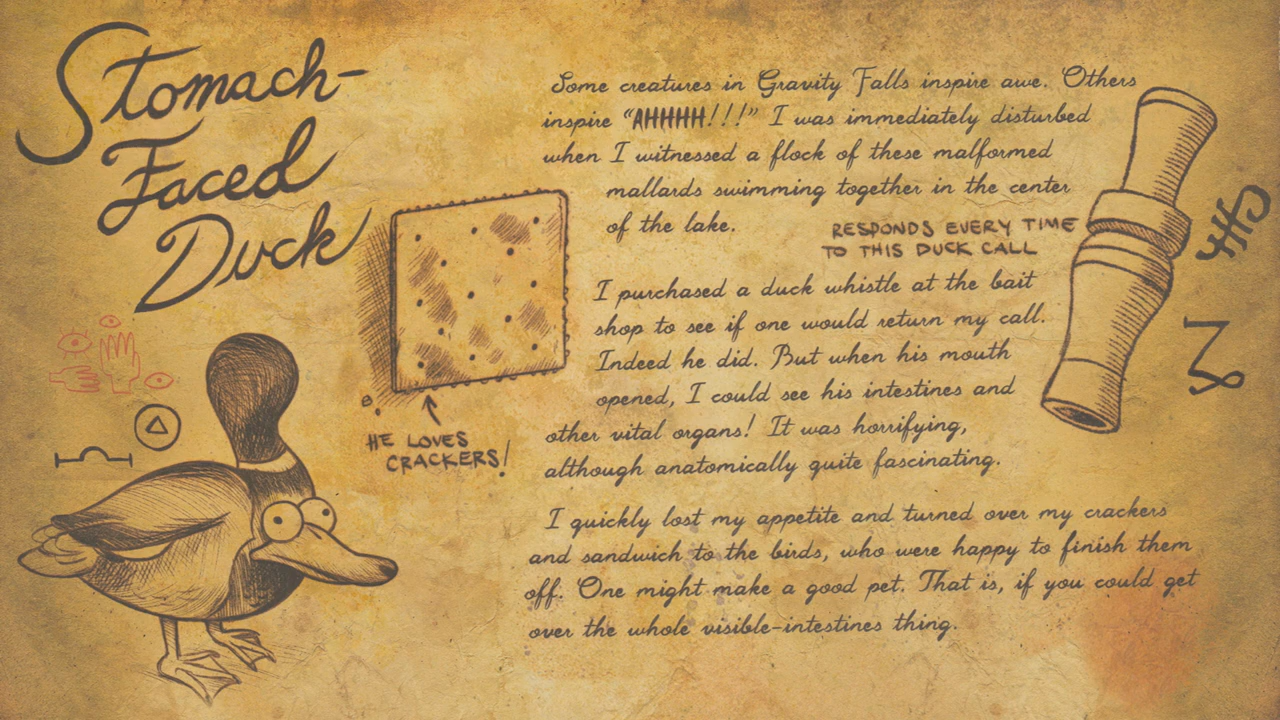 Stomach-
Faced
Duck
Some creatures in Gravity Falls inspire awe. Others
inspire "AHHHH!!!" I was immediately disturbed
when I witnessed a flock of these malformed
mallards swimming together in the center
of the lake.
RESPONDS EVERY TIME
TO THIS DUCK CALL
I purchased a duck whistle at the bait
shop to see if one would return my call.
Indeed he did. But when his mouth
opened, I could see his intestines and
other vital organs! It was horrifying,
although anatomically quite fascinating.
HE LOVES
CRACKERS!
I quickly lost my appetite and turned over my crackers
and sandwich to the birds, who were happy to finish them
off. One might make a good pet. That is, if you could get
over the whole visible-intestines thing.